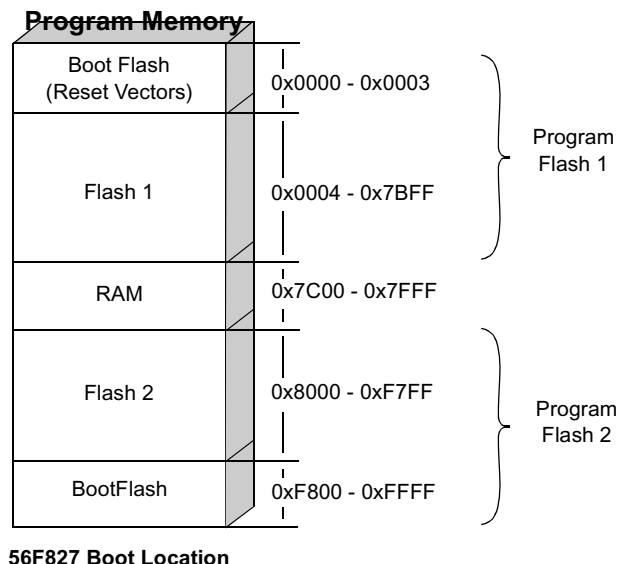 Program Memory
Boot Flash
(Reset Vectors)
0x0000 - 0x0003
Program
Flash 1
Flash 1
0x0004 - 0x7BFF
RAM
0x7C00 - 0x7FFF
Flash 2
0x8000 - 0xF7FF
Program
Flash 2
BootFlash
0xF800 - 0xFFFF
56F827 Boot Location